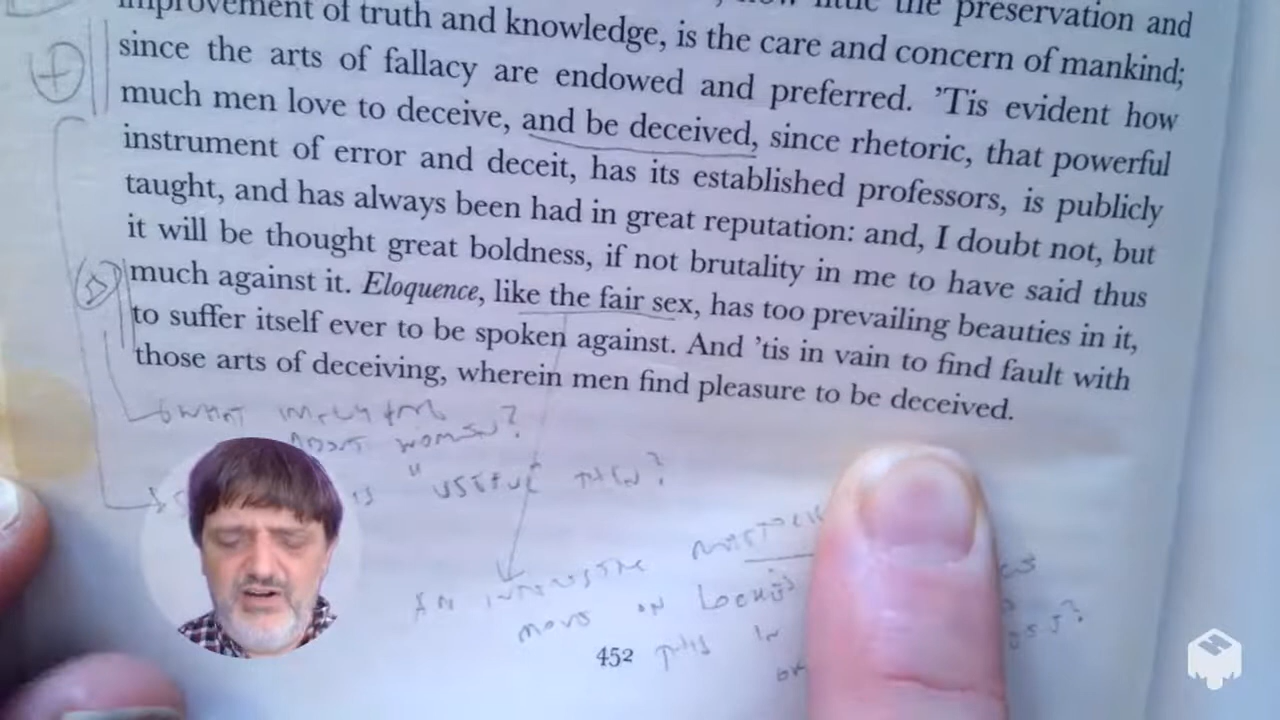 improvement of truth and knowledge, is the care and concern of mankind;
since the arts of fallacy are endowed and preferred. 'Tis evident how
much men love to deceive, and be deceived, since rhetoric, that powerful
instrument of error and deceit, has its established professors, is publicly
taught, and has always been had in great reputation: and, I doubt not, but
it will be thought great boldness, if not brutality in me to have said thus
much against it. Eloquence, like the fair sex, has too prevailing beauties in it,
to suffer itself ever to be spoken against. And 'tis in vain to find fault with
those arts of deceiving, wherein men find pleasure to be deceived.
WHAT
ABOUT WOMEN?
IS "USEFUL THEN?
AN INTERESTING
MOVE ON LOCKE'S
452 THIS IN